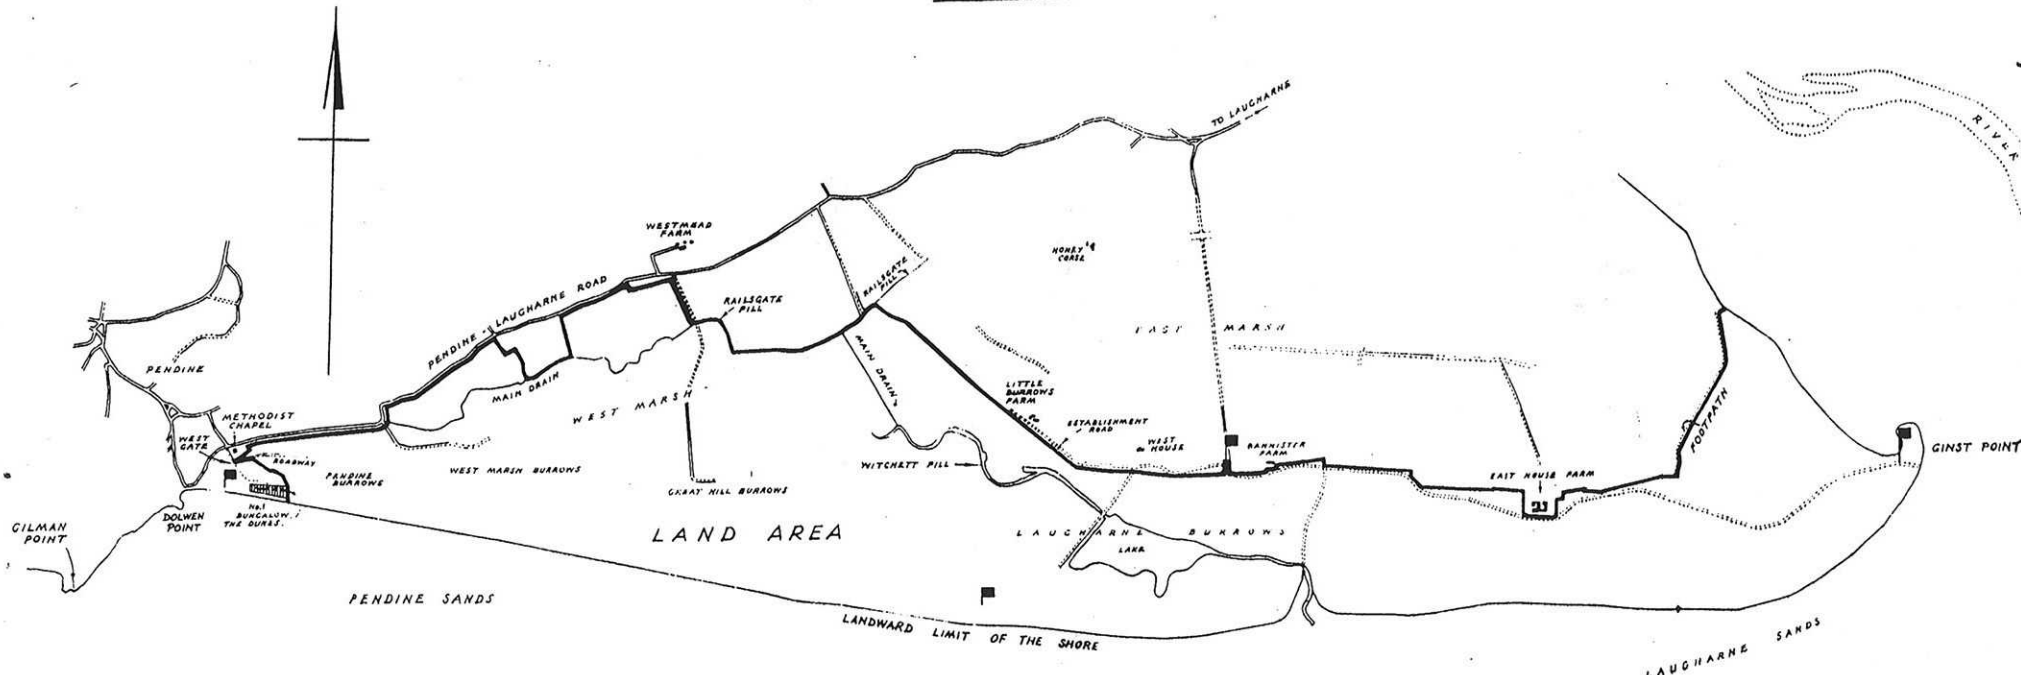 TO LAUGHARNE
RIVER
WESTMEAD
FARM
HONEY
CORSE
RAILSGATE
PILL
PENDINE - LAUGHARNE ROAD
RAILSGATE
PILL
EAST MARSH
PENDINE
MAIN DRAIN
MAIN DRAIN
WEST MARSH
LITTLE
BURROWS
FARM
FOOTPATH
METHODIST
CHAPEL
WEST
GATE
ROADWAY
ESTABLISHMENT
ROAD
WEST
HOUSE
BANNISTER
FARM
GINST POINT
PENDINE
BURROWS
WEST MARSH BURROWS
WITCHETT PILL
EAST HOUSE FARM
GREAT HILL BURROWS
No.1
BUNGALOW,
THE DUNES.
DOLWEN
POINT
GILMAN
POINT
LAND AREA
LAUGHARNE BURROWS
LAKE
PENDINE SANDS
LANDWARD LIMIT OF THE SHORE
LAUGHARNE SANDS